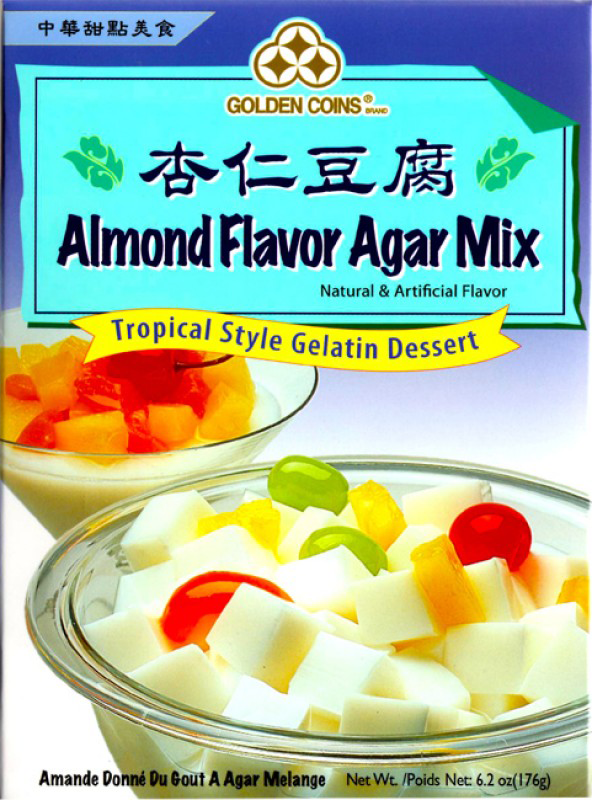 中華甜點美食
GOLDEN COINS® BRAND
杏仁豆腐
Almond Flavor Agar Mix
Natural & Artificial Flavor
Tropical Style Gelatin Dessert
Amande Donné Du Gout A Agar Melange Net Wt. /Poids Net: 6.2 oz(176g)